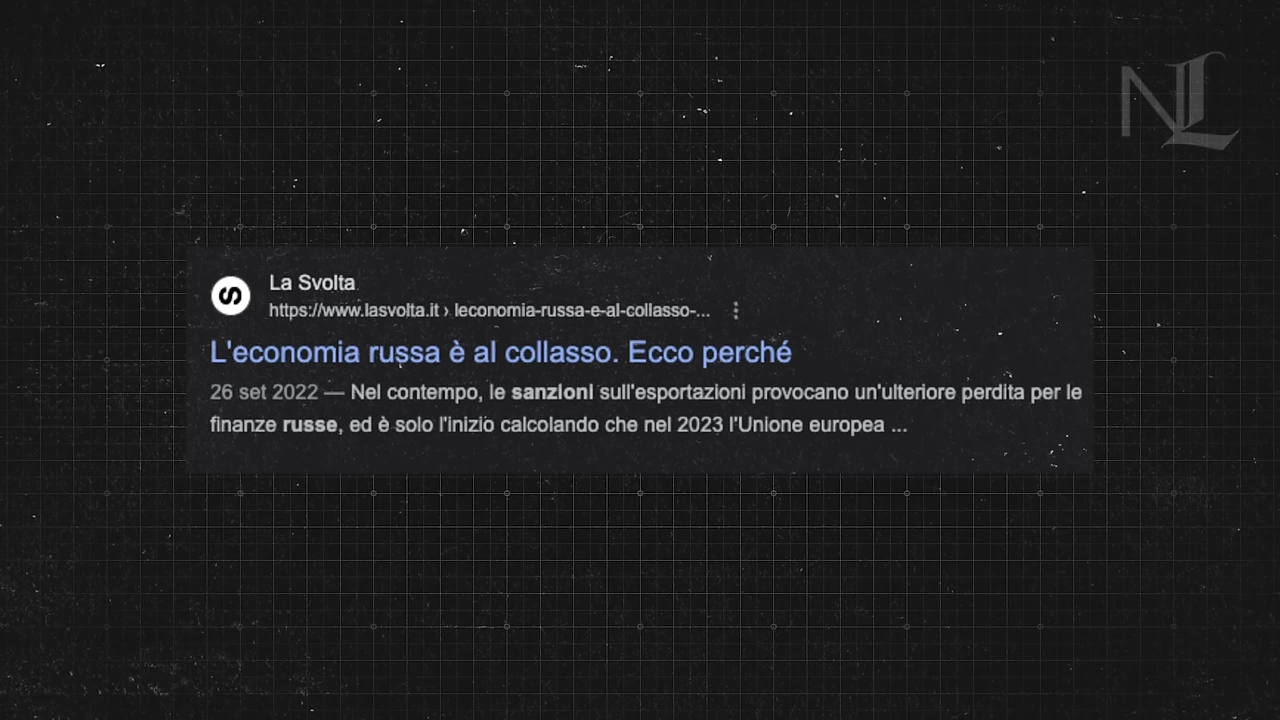 NL
La Svolta
https://www.lasvolta.it › leconomia-russa-e-al-collasso-...
L'economia russa è al collasso. Ecco perché
26 set 2022 — Nel contempo, le sanzioni sull'esportazioni provocano un'ulteriore perdita per le
finanze russe, ed è solo l'inizio calcolando che nel 2023 l'Unione europea ...